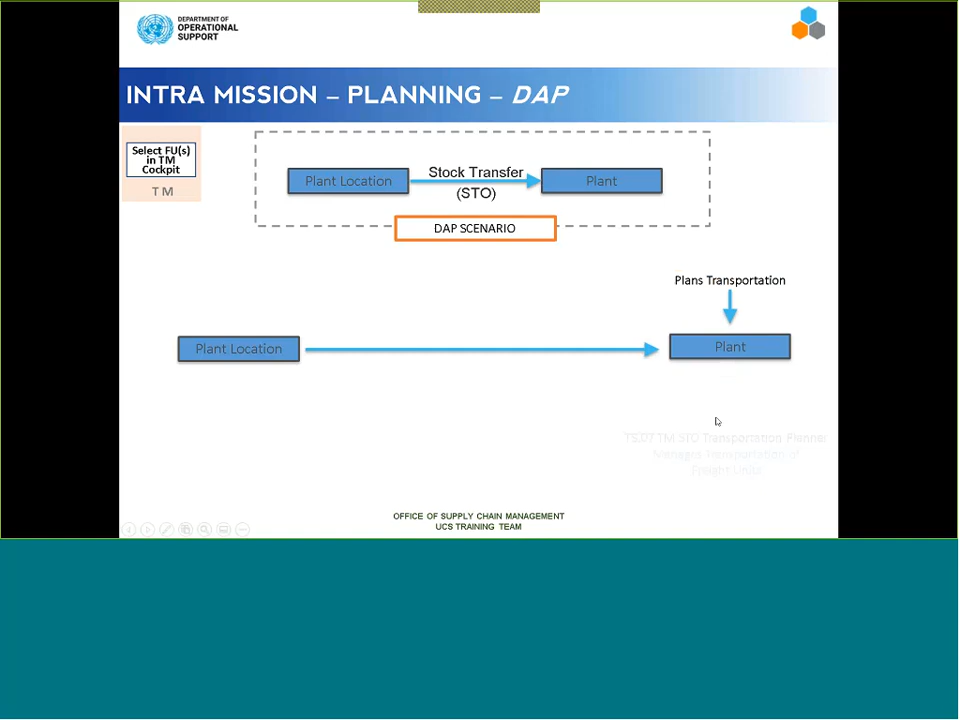 DEPARTMENT OF
OPERATIONAL
SUPPORT
INTRA MISSION – PLANNING – DAP
Select FU(s)
in TM
Cockpit
TM
Plant Location
Stock Transfer
(STO)
Plant
DAP SCENARIO
Plans Transportation
Plant Location
Plant
TS.07 TM STO Transportation Planner
Manages Transportation of
Freight Units
OFFICE OF SUPPLY CHAIN MANAGEMENT
UCS TRAINING TEAM